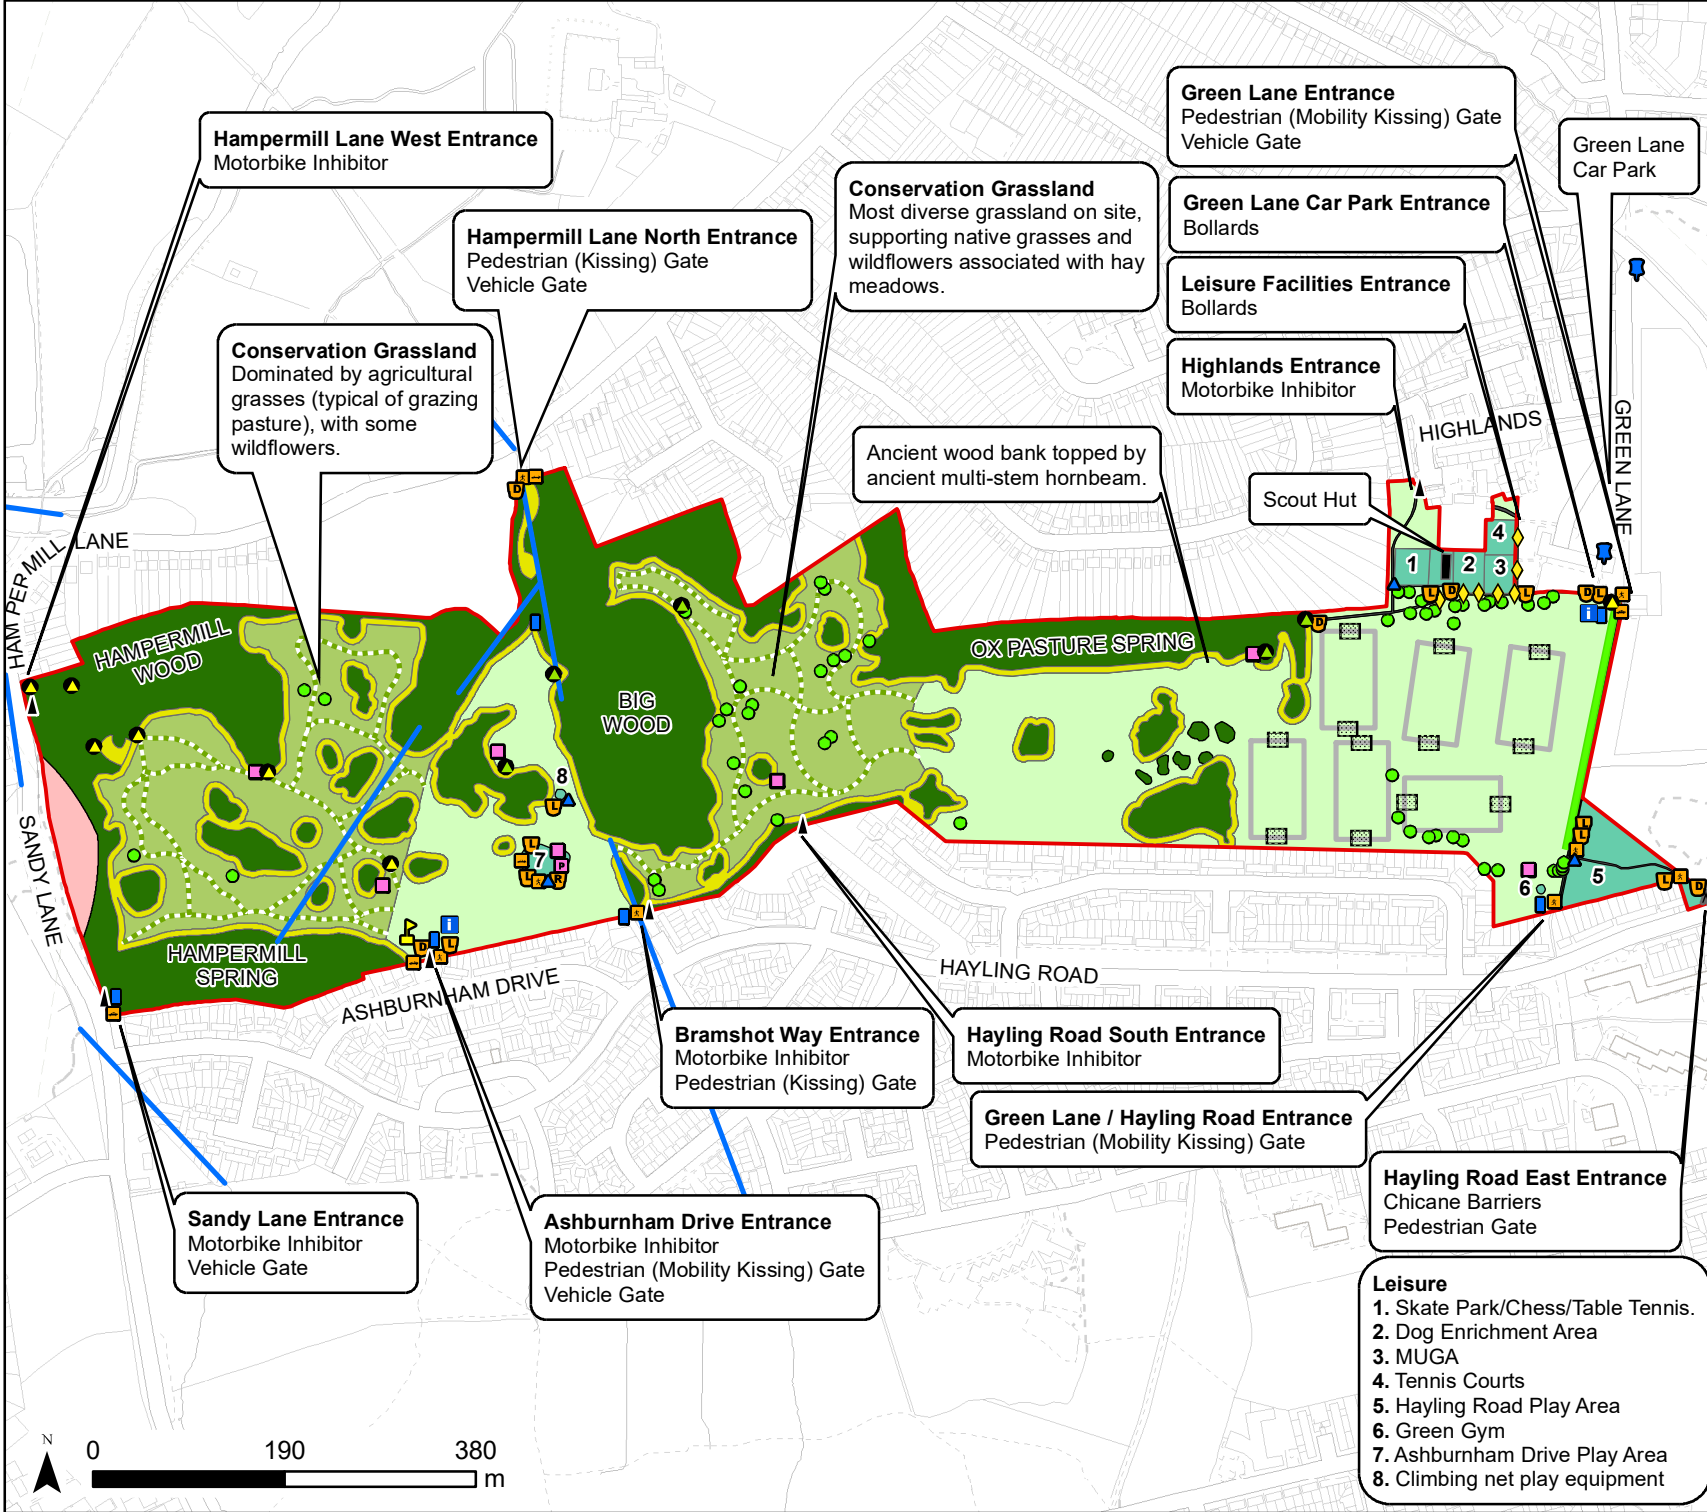 Hampermill Lane West Entrance
Motorbike Inhibitor
Hampermill Lane North Entrance
Pedestrian (Kissing) Gate
Vehicle Gate
Conservation Grassland
Most diverse grassland on site,
supporting native grasses and
wildflowers associated with hay
meadows.
Green Lane Entrance
Pedestrian (Mobility Kissing) Gate
Vehicle Gate
Green Lane
Car Park
Green Lane Car Park Entrance
Bollards
Leisure Facilities Entrance
Bollards
Highlands Entrance
Motorbike Inhibitor
Conservation Grassland
Dominated by agricultural
grasses (typical of grazing
pasture), with some
wildflowers.
Ancient wood bank topped by
ancient multi-stem hornbeam.
Scout Hut
HIGHLANDS
GREEN LANE
HAMPERMILL LANE
HAMPERMILL
WOOD
BIG
WOOD
OX PASTURE SPRING
1
2
3
4
5
6
7
8
D
L
R
P
i
SANDY LANE
HAMPERMILL
SPRING
ASHBURNHAM DRIVE
HAYLING ROAD
Bramshot Way Entrance
Motorbike Inhibitor
Pedestrian (Kissing) Gate
Hayling Road South Entrance
Motorbike Inhibitor
Green Lane / Hayling Road Entrance
Pedestrian (Mobility Kissing) Gate
Hayling Road East Entrance
Chicane Barriers
Pedestrian Gate
Sandy Lane Entrance
Motorbike Inhibitor
Vehicle Gate
Ashburnham Drive Entrance
Motorbike Inhibitor
Pedestrian (Mobility Kissing) Gate
Vehicle Gate
Leisure
1. Skate Park/Chess/Table Tennis.
2. Dog Enrichment Area
3. MUGA
4. Tennis Courts
5. Hayling Road Play Area
6. Green Gym
7. Ashburnham Drive Play Area
8. Climbing net play equipment
N
0 190 380
m